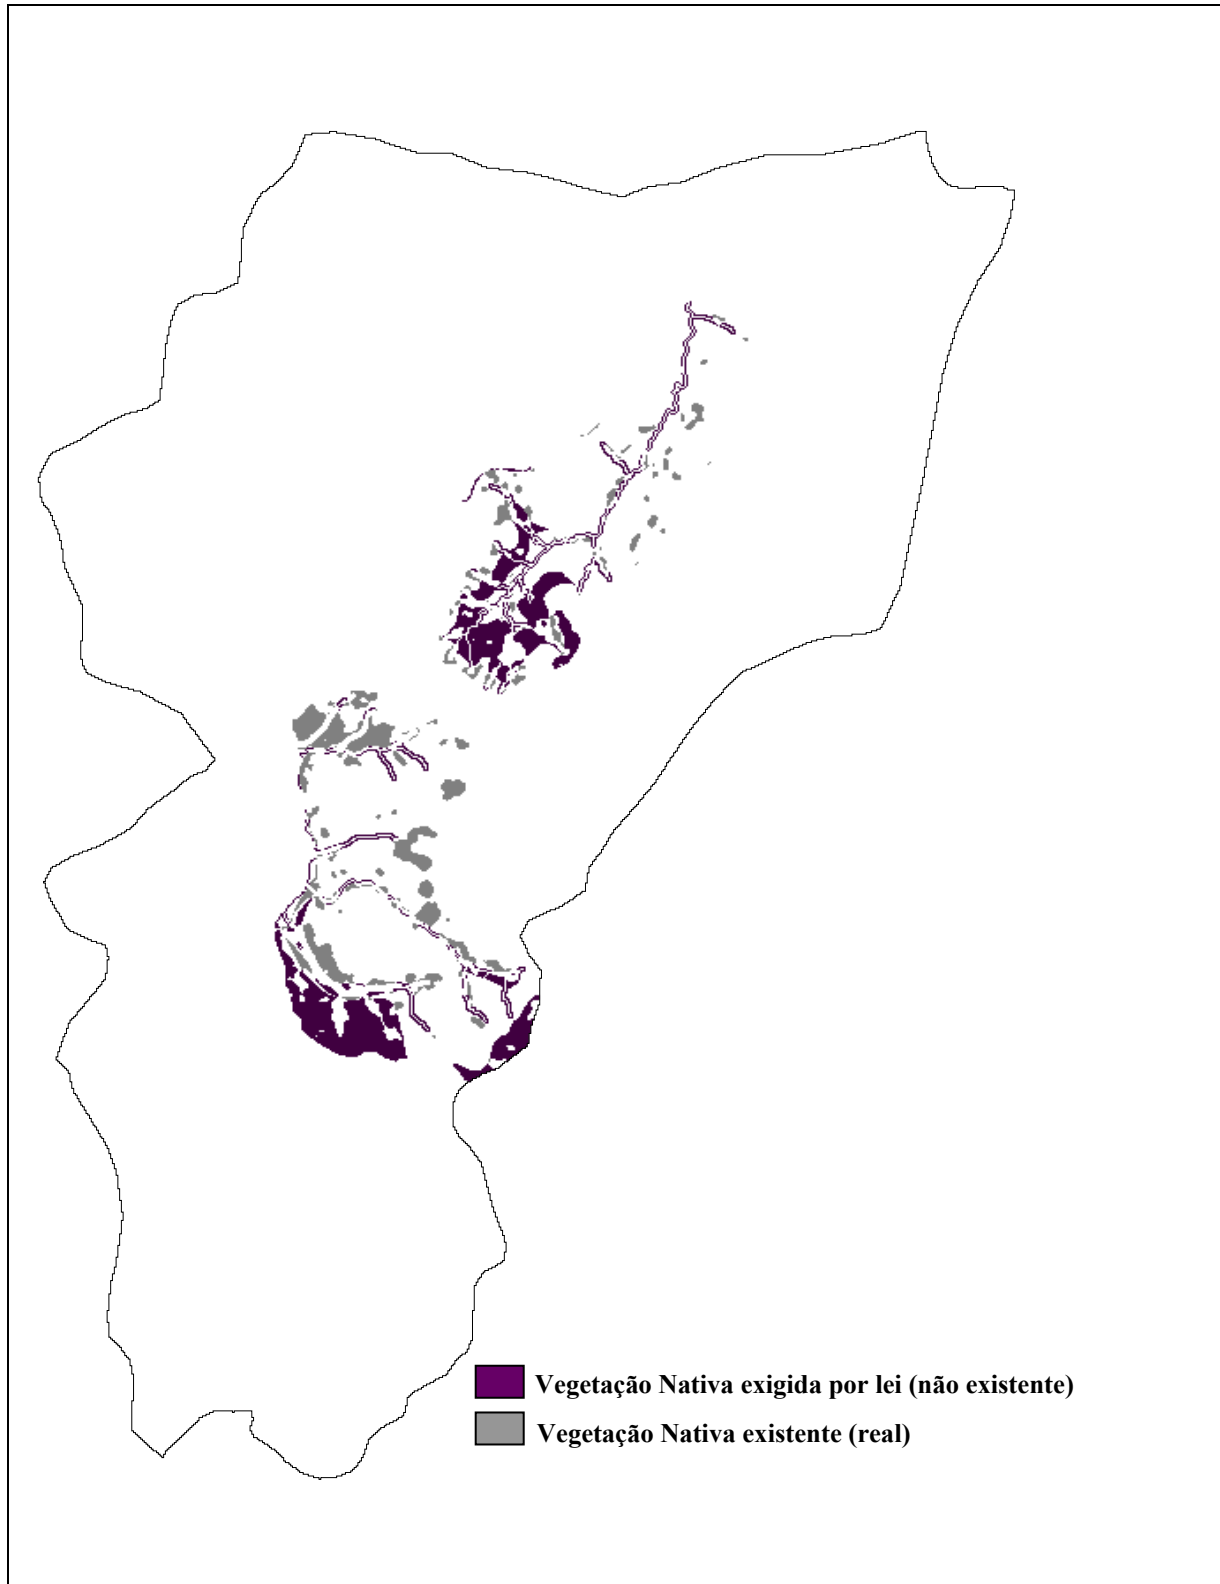 Vegetação Nativa exigida por lei (não existente)
Vegetação Nativa existente (real)